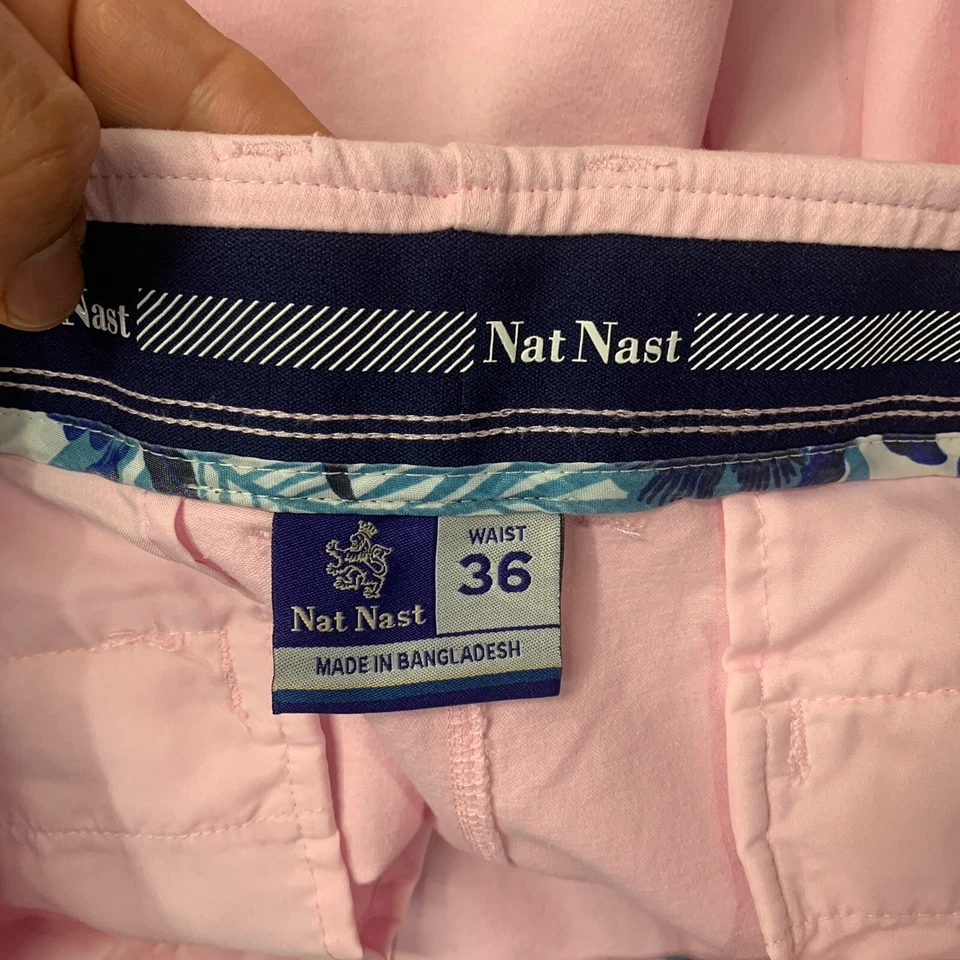 Nast Nat Nast
Nat Nast
WAIST
36
MADE IN BANGLADESH